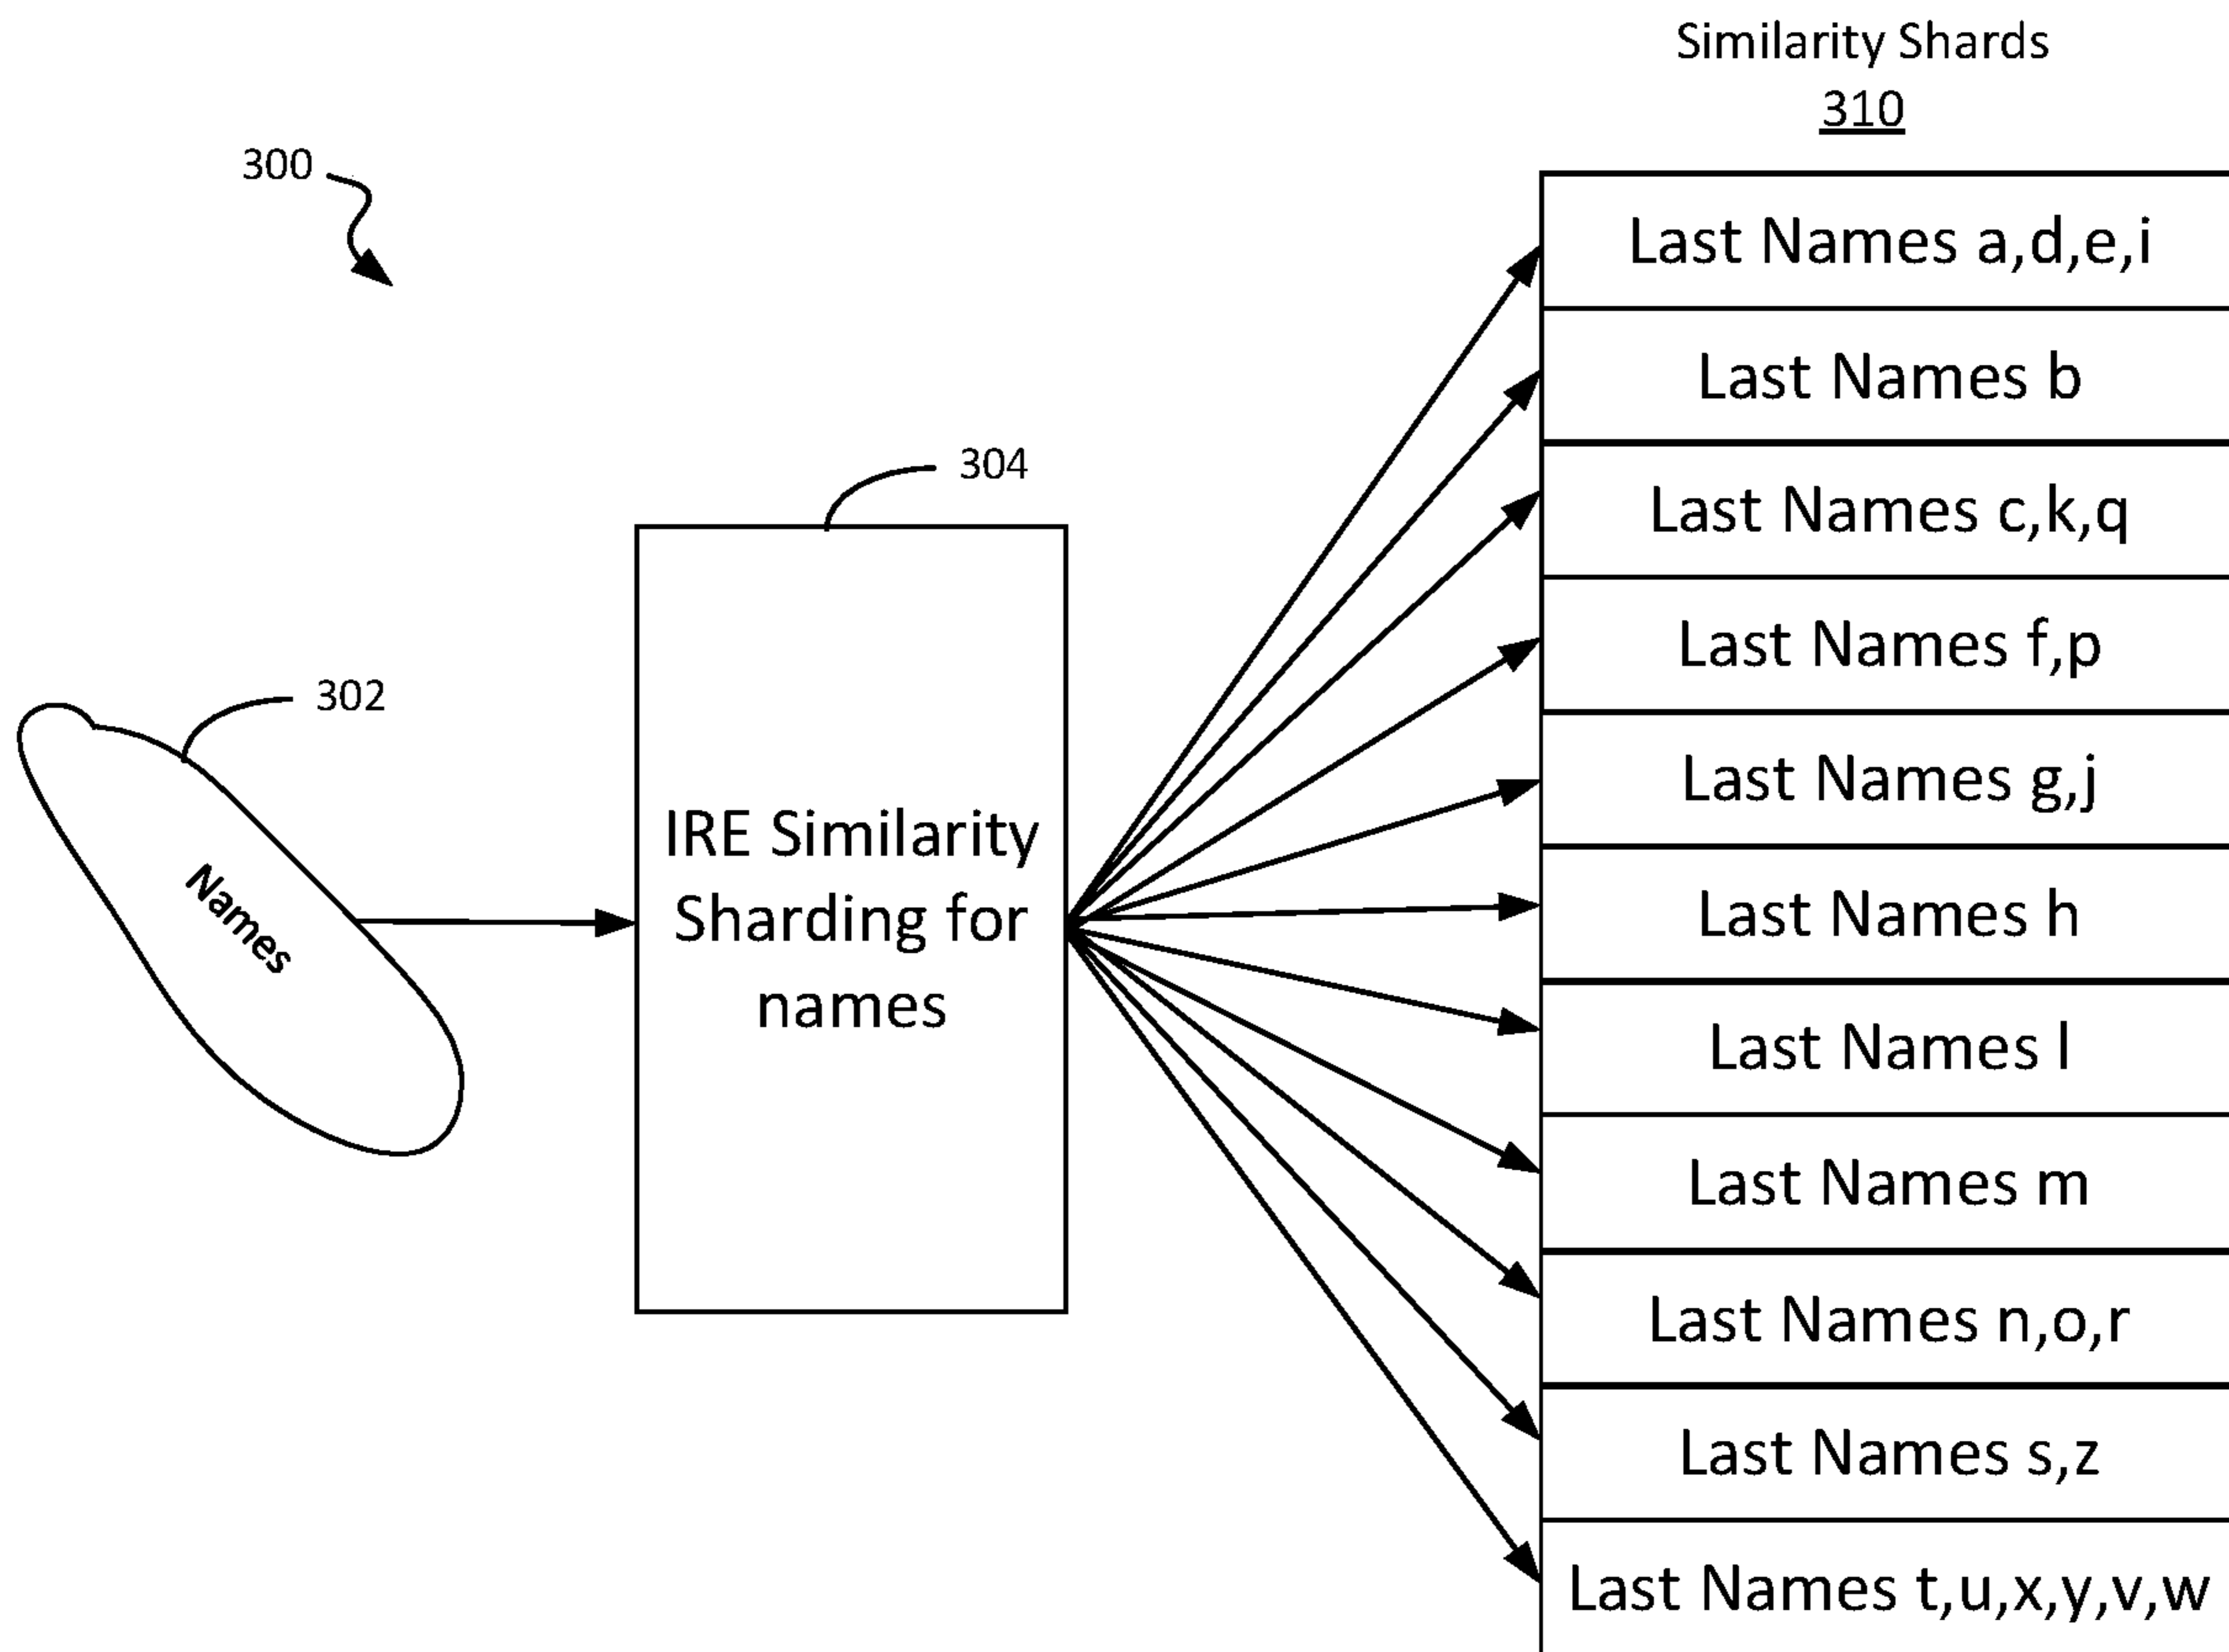 Similarity Shards
310
300
Last Names a,d,e,i
Last Names b
304
Last Names c,k,q
Last Names f,p
302
Last Names g,j
Names
IRE Similarity
Sharding for
names
Last Names h
Last Names l
Last Names m
Last Names n,o,r
Last Names s,z
Last Names t,u,x,y,v,w